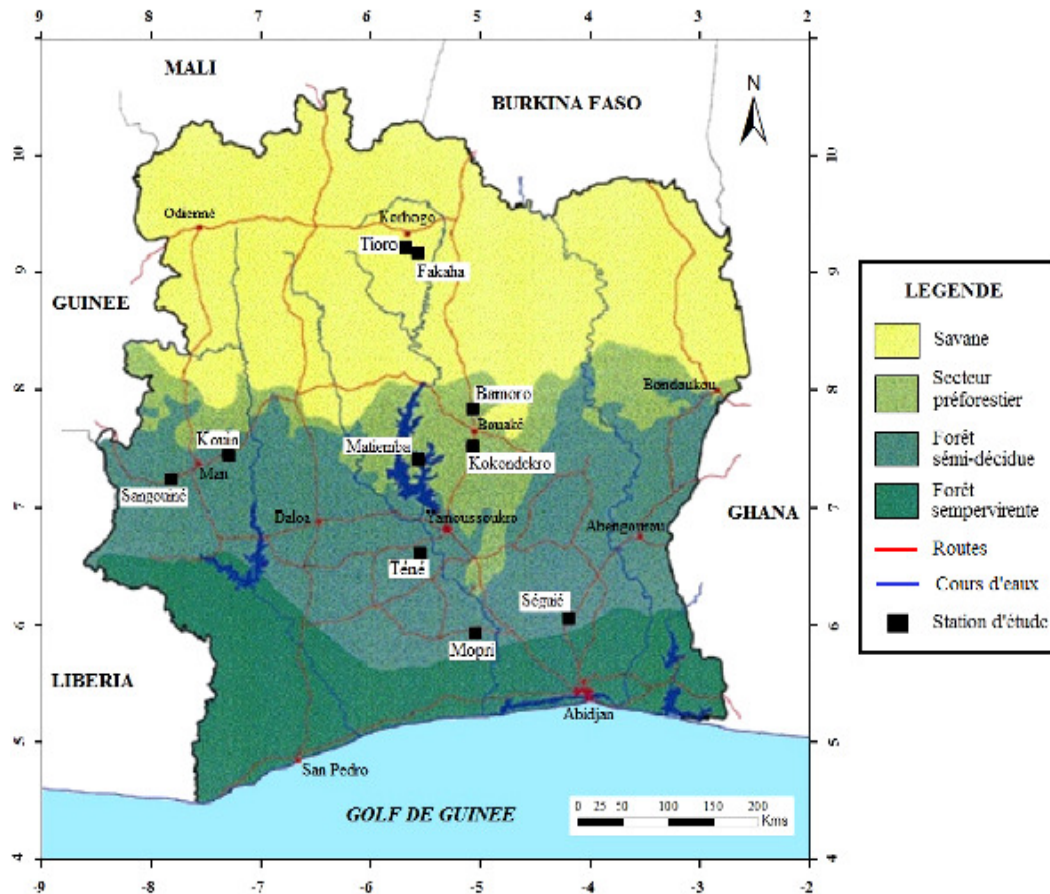 9 8 7 6 5 4 3 2
MALI
BURKINA FASO
N
10 10
Odienné
Korhogo
Tioro
Fakaha
9 9
GUINEE
8 8
Bondoukou
Bamoro
Bouaké
Kouin
Matiemba
Kokondekro
Man
Sangouiné
7 7
Daloa
Yamoussoukro
Abengourou
GHANA
Téné
Séguié
6 6
Mopri
LIBERIA
Abidjan
5 5
San Pedro
GOLF DE GUINEE
0 25 50 100 150 200
Kms
4 4
-9 -8 -7 -6 -5 -4 -3 -2
LEGENDE
Savane
Secteur
préforestier
Forêt
sémi-décidue
Forêt
sempervirente
Routes
Cours d'eaux
Station d'étude